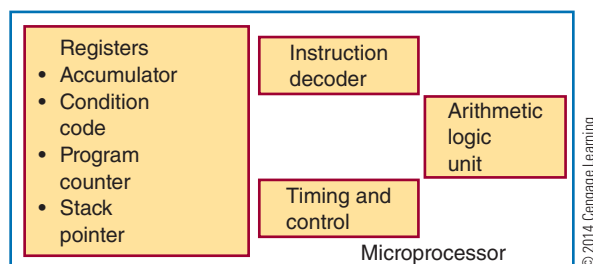 Registers
• Accumulator
• Condition
code
• Program
counter
• Stack
pointer
Instruction
decoder
Timing and
control
Arithmetic
logic
unit
Microprocessor
© 2014 Cengage Learning